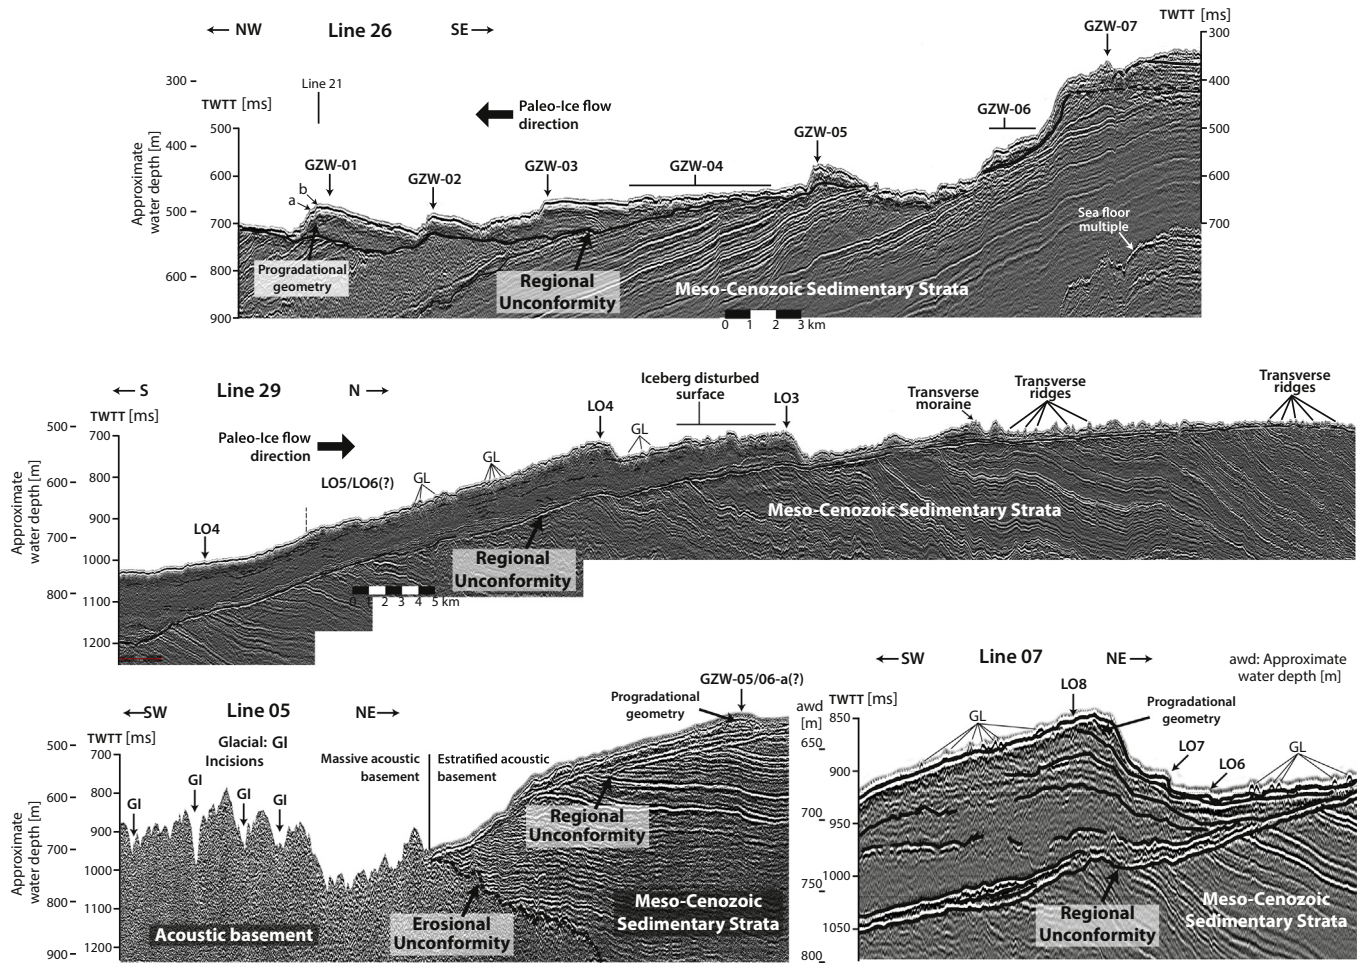 NW Line 26 SE
TWTT [ms]
300
GZW-07
Line 21
300
400
TWTT [ms]
Paleo-Ice flow
direction
GZW-06
GZW-05
500
400
600
500
700
800
600
900
Approximate
water depth [m]
GZW-01
GZW-02
GZW-03
GZW-04
b
a
500
600
700
Sea floor
multiple
Progradational
geometry
Regional
Unconformity
Meso-Cenozoic Sedimentary Strata
0 1 2 3 km
S Line 29 N
TWTT [ms]
500
700
800
600
900
700
1000
800
1100
1200
Approximate
water depth [m]
Paleo-Ice flow
direction
Iceberg disturbed
surface
LO4
GL
LO3
Transverse
moraine
Transverse
ridges
Transverse
ridges
GL
GL
LO5/LO6(?)
LO4
Meso-Cenozoic Sedimentary Strata
Regional
Unconformity
0 1 2 3 4 5 km
SW Line 05 NE
TWTT [ms]
500
700
800
600
900
700
1000
1100
800
1200
900
Approximate
water depth [m]
Glacial: GI
Incisions
GI
GI
GI
GI
Massive acoustic
basement
Estratified acoustic
basement
GZW-05/06-a(?)
Progradational
geometry
Regional
Unconformity
Erosional
Unconformity
Acoustic basement
Meso-Cenozoic
Sedimentary Strata
SW Line 07 NE
awd: Approximate
water depth [m]
awd
[m]
TWTT [ms]
850
650
900
700
950
1000
750
1050
800
LO8
Progradational
geometry
GL
LO7
LO6
GL
Regional
Unconformity
Meso-Cenozoic
Sedimentary Strata